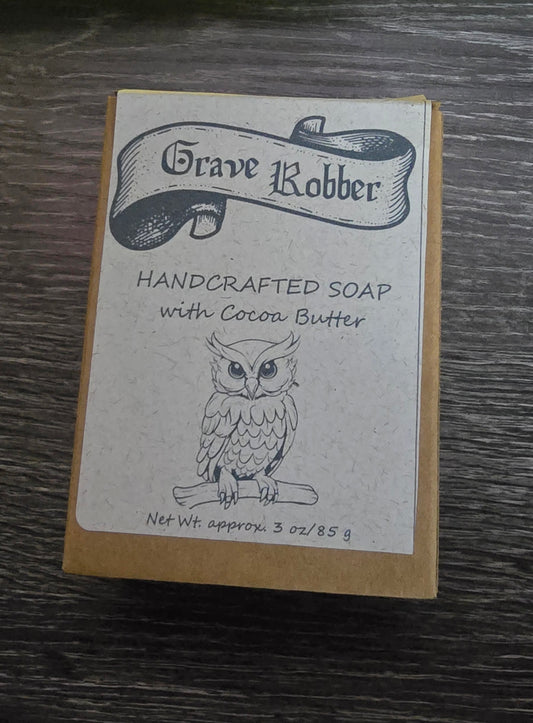 Grave Robber
HANDCRAFTED SOAP
with Cocoa Butter
Net Wt. approx. 3 oz/85 g